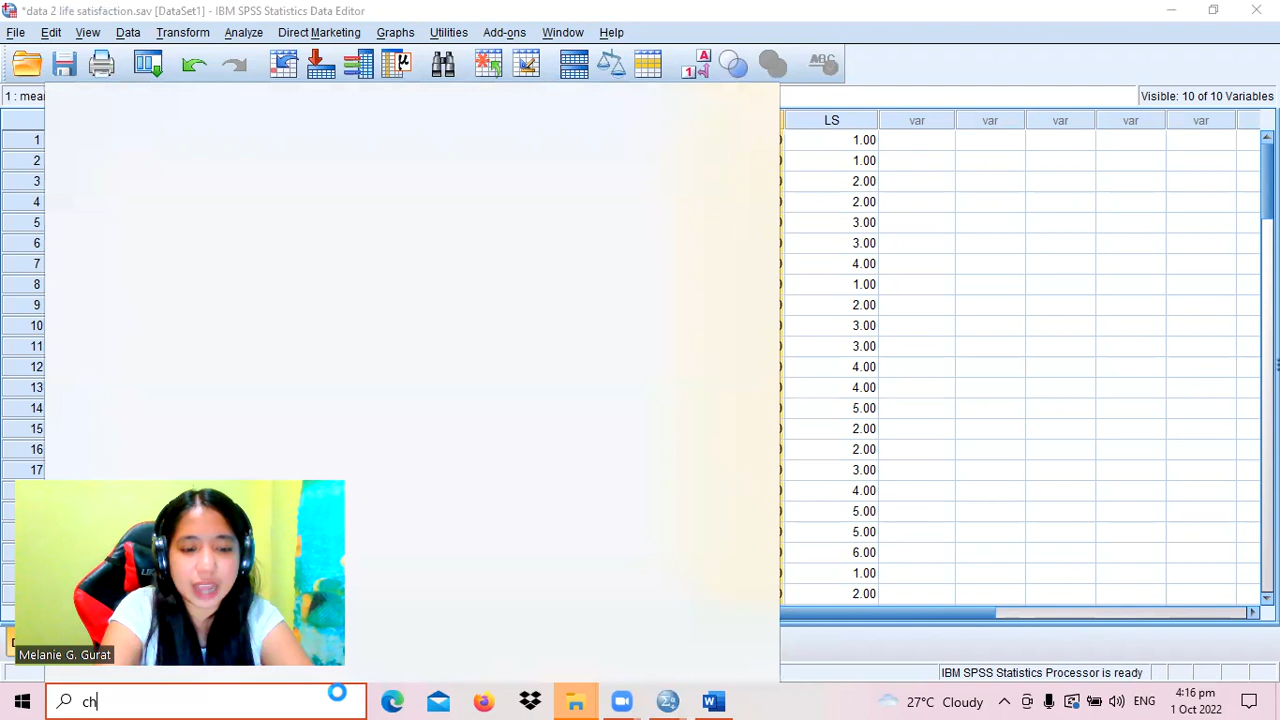 *data 2 life satisfaction.sav [DataSet1] - IBM SPSS Statistics Data Editor
File Edit View Data Transform Analyze Direct Marketing Graphs Utilities Add-ons Window Help
1 : mean Visible: 10 of 10 Variables
LS var var var var var
1 1.00
2 1.00
3 2.00
4 2.00
5 3.00
6 3.00
7 4.00
8 1.00
9 2.00
10 3.00
11 3.00
12 4.00
13 4.00
14 5.00
15 2.00
16 2.00
17 3.00
4.00
5.00
5.00
6.00
1.00
2.00
Melanie G. Gurat
IBM SPSS Statistics Processor is ready
ch
27°C Cloudy ENG
4:16 pm
1 Oct 2022